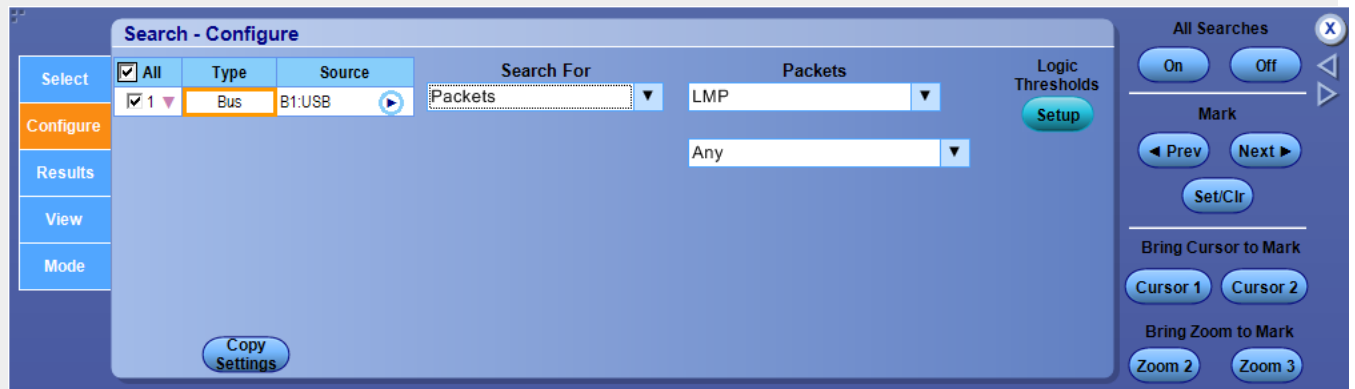 Search - Configure
Select
Configure
Results
View
Mode
All Type Source
1 Bus B1:USB
Search For
Packets
Packets
LMP
Any
Logic
Thresholds
Setup
Copy
Settings
All Searches
X
On Off
Mark
◄ Prev Next ►
Set/Clr
Bring Cursor to Mark
Cursor 1 Cursor 2
Bring Zoom to Mark
Zoom 2 Zoom 3